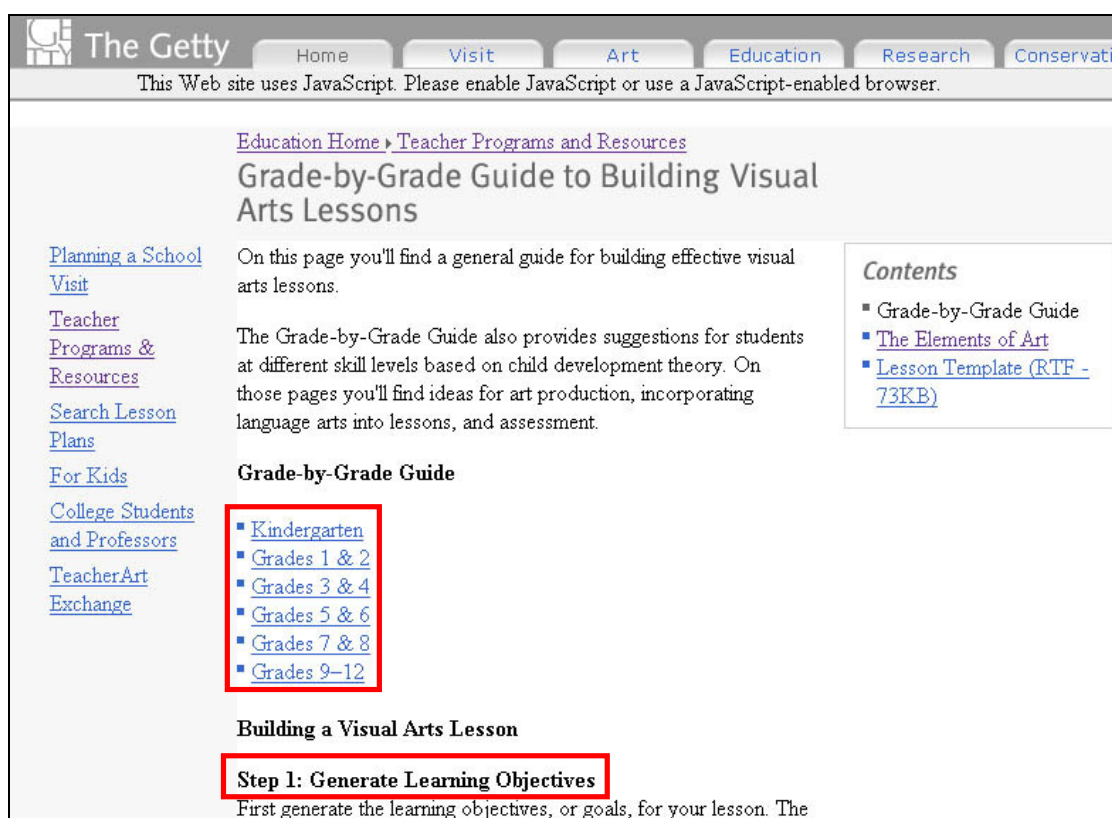 The Getty
Home Visit Art Education Research Conservati
This Web site uses JavaScript. Please enable JavaScript or use a JavaScript-enabled browser.
Education Home Teacher Programs and Resources
Grade-by-Grade Guide to Building Visual
Arts Lessons
Planning a School
Visit
Teacher
Programs &
Resources
Search Lesson
Plans
For Kids
College Students
and Professors
TeacherArt
Exchange
On this page you'll find a general guide for building effective visual
arts lessons.
The Grade-by-Grade Guide also provides suggestions for students
at different skill levels based on child development theory. On
those pages you'll find ideas for art production, incorporating
language arts into lessons, and assessment.
Grade-by-Grade Guide
Kindergarten
Grades 1 & 2
Grades 3 & 4
Grades 5 & 6
Grades 7 & 8
Grades 9–12
Building a Visual Arts Lesson
Step 1: Generate Learning Objectives
First generate the learning objectives, or goals, for your lesson. The
Contents
Grade-by-Grade Guide
The Elements of Art
Lesson Template (RTF -
73KB)